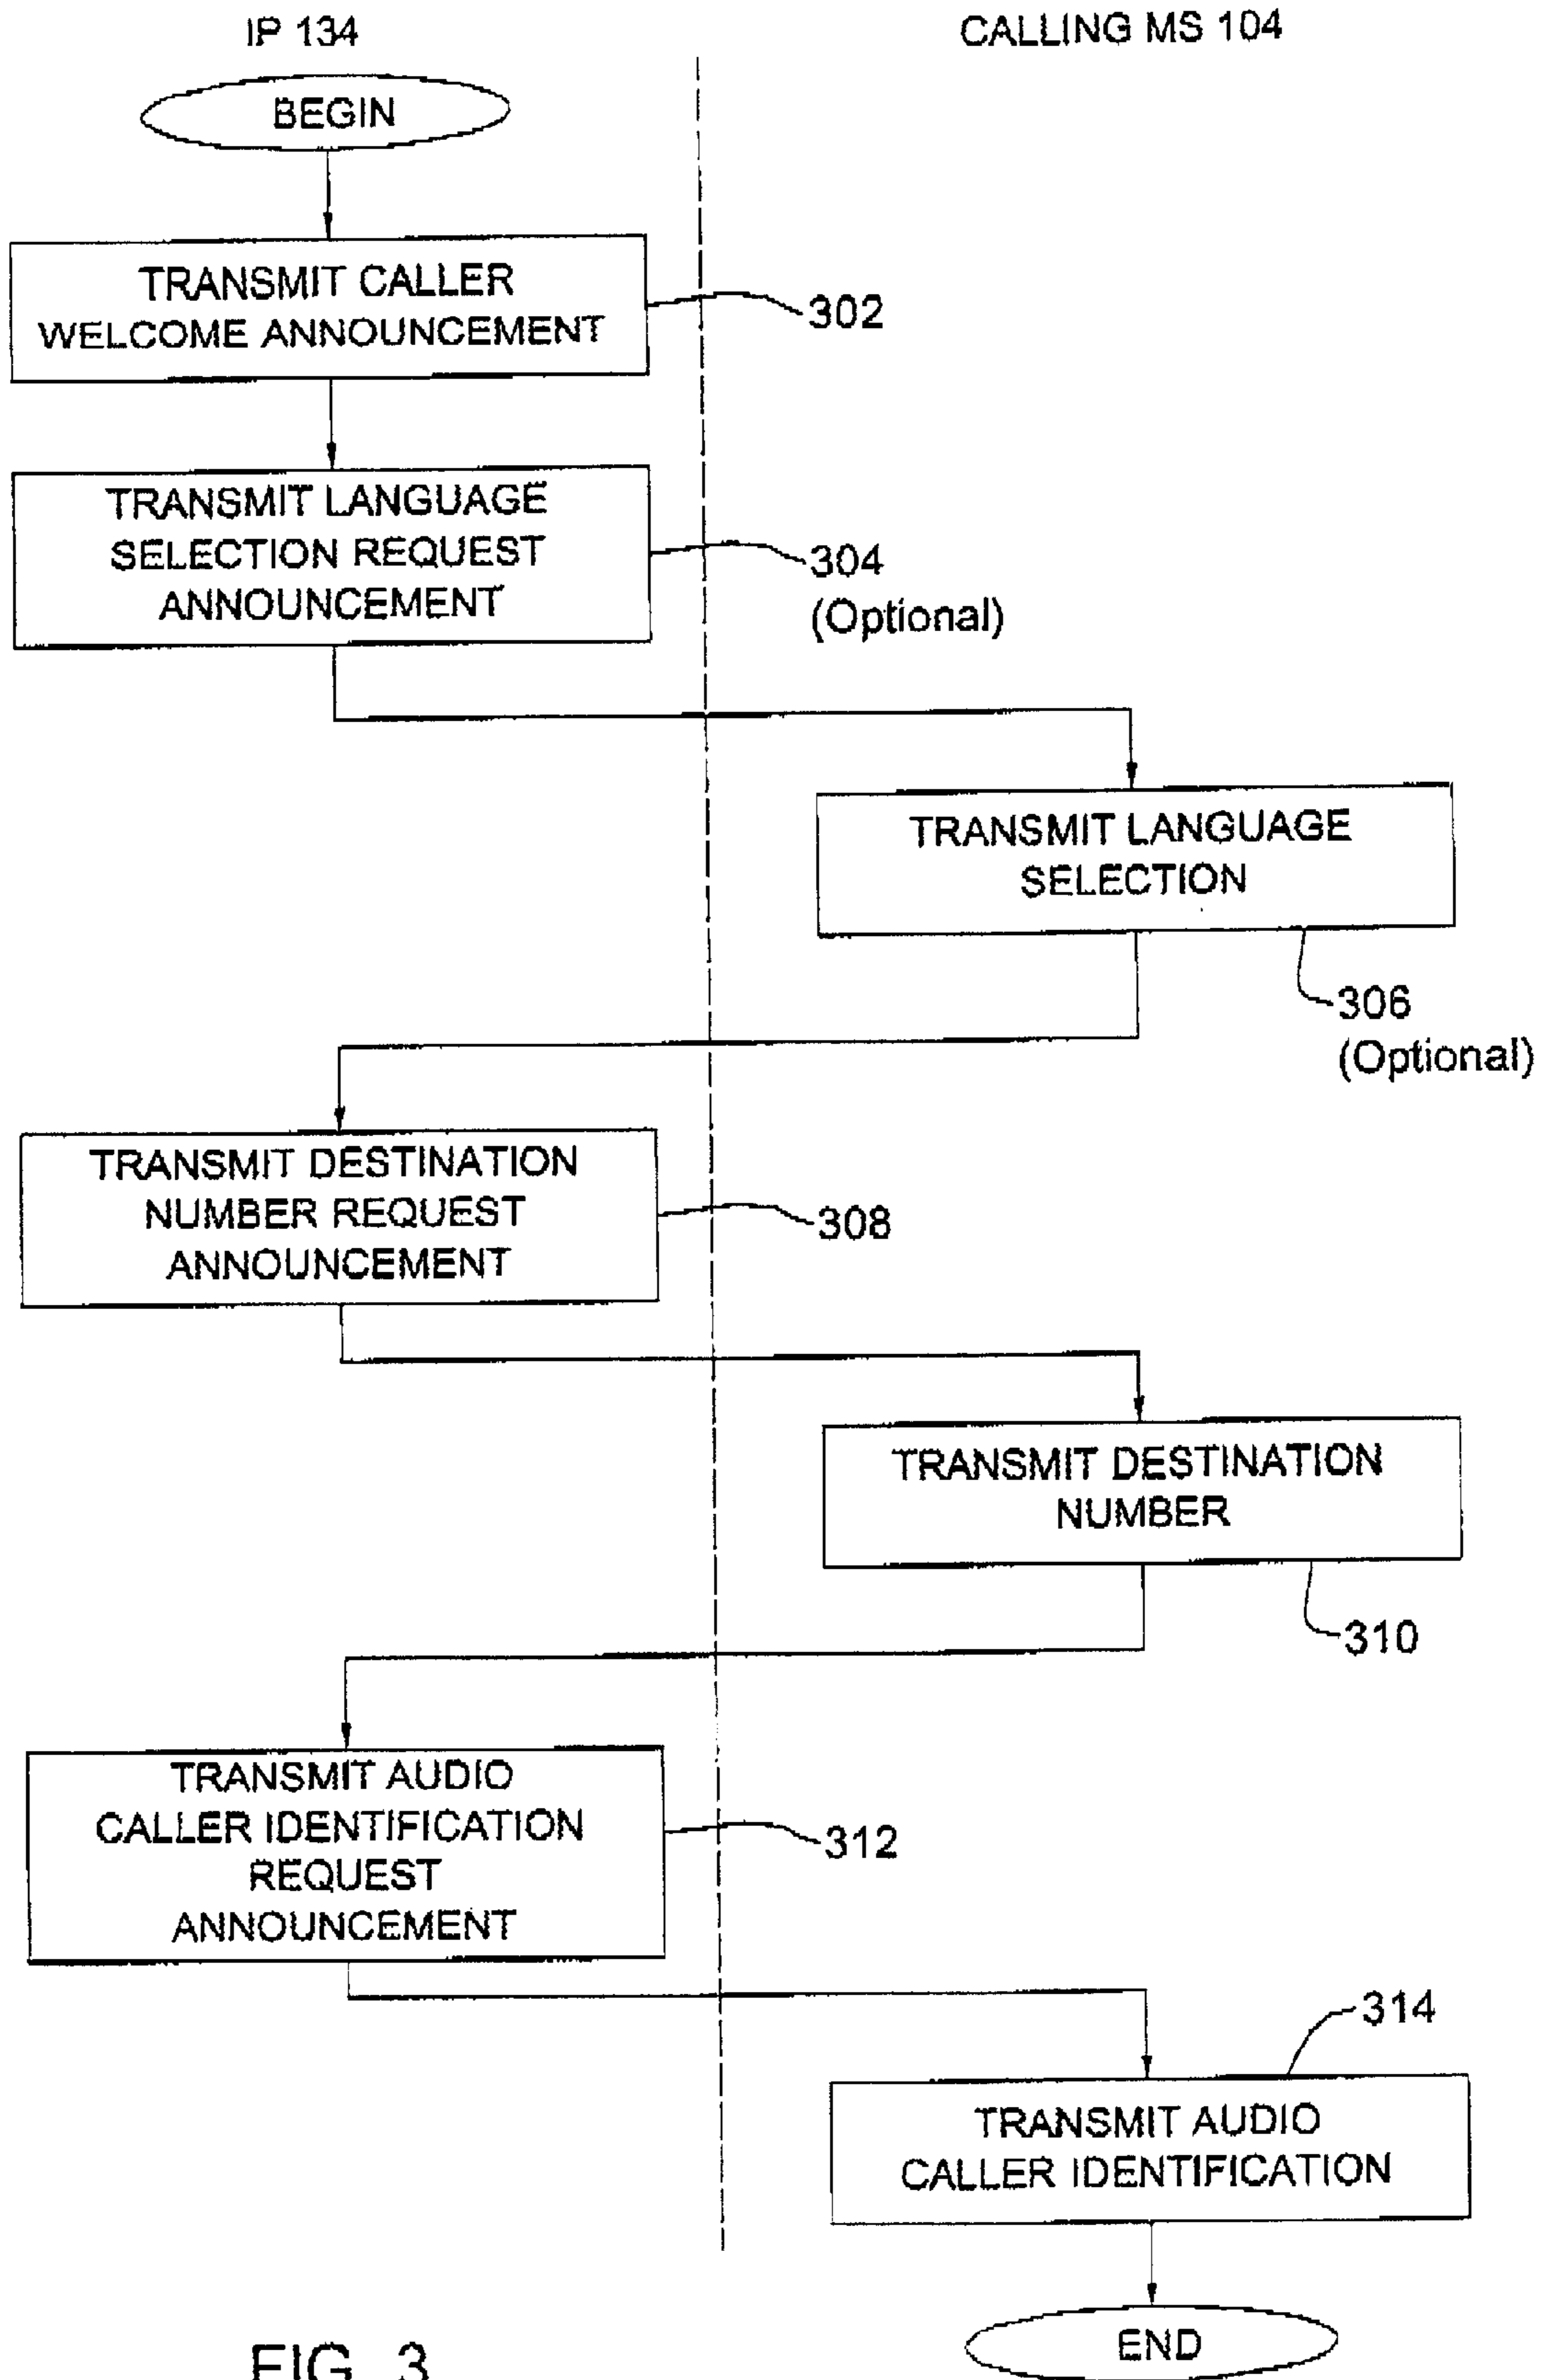 IP 134
CALLING MS 104
BEGIN
TRANSMIT CALLER
WELCOME ANNOUNCEMENT
302
TRANSMIT LANGUAGE
SELECTION REQUEST
ANNOUNCEMENT
304
(Optional)
TRANSMIT LANGUAGE
SELECTION
306
(Optional)
TRANSMIT DESTINATION
NUMBER REQUEST
ANNOUNCEMENT
308
TRANSMIT DESTINATION
NUMBER
310
TRANSMIT AUDIO
CALLER IDENTIFICATION
REQUEST
ANNOUNCEMENT
312
314
TRANSMIT AUDIO
CALLER IDENTIFICATION
END
FIG. 3